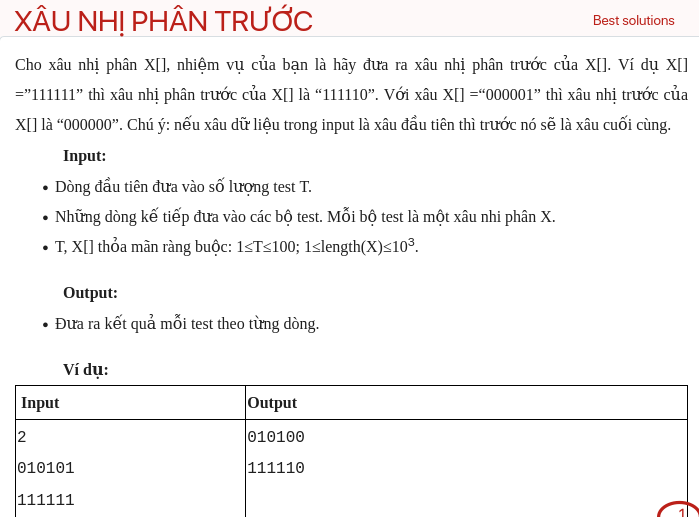 XÂU NHỊ PHÂN TRƯỚC
Best solutions
Cho xâu nhị phân X[], nhiệm vụ của bạn là hãy đưa ra xâu nhị phân trước của X[]. Ví dụ X[]
=”111111” thì xâu nhị phân trước của X[] là “111110”. Với xâu X[] =“000001” thì xâu nhị trước của
X[] là “000000”. Chú ý: nếu xâu dữ liệu trong input là xâu đầu tiên thì trước nó sẽ là xâu cuối cùng.
Input:
• Dòng đầu tiên đưa vào số lượng test T.
• Những dòng kế tiếp đưa vào các bộ test. Mỗi bộ test là một xâu nhi phân X.
• T, X[] thỏa mãn ràng buộc: 1≤T≤100; 1≤length(X)≤10³.
Output:
• Đưa ra kết quả mỗi test theo từng dòng.
Ví dụ:
Input
Output
2
010101
111111
010100
111110
1